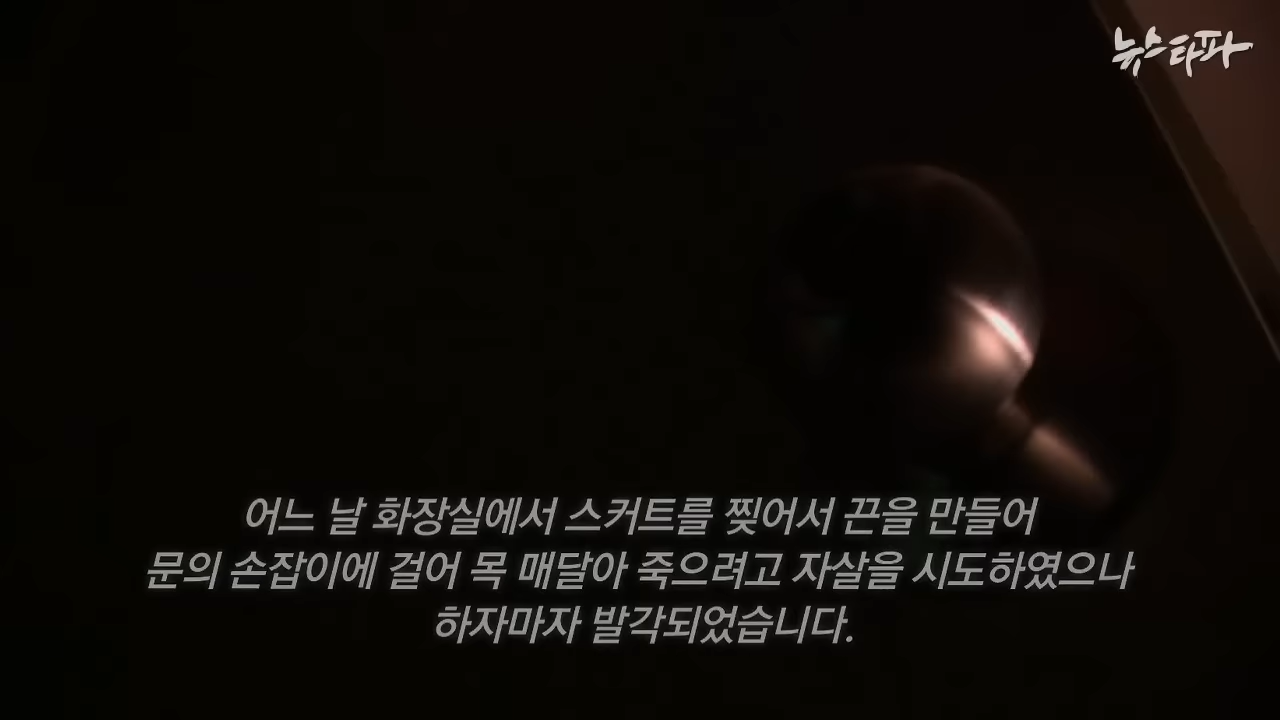 뉴스타파
어느 날 화장실에서 스커트를 찢어서 끈을 만들어
문의 손잡이에 걸어 목 매달아 죽으려고 자살을 시도하였으나
하자마자 발각되었습니다.